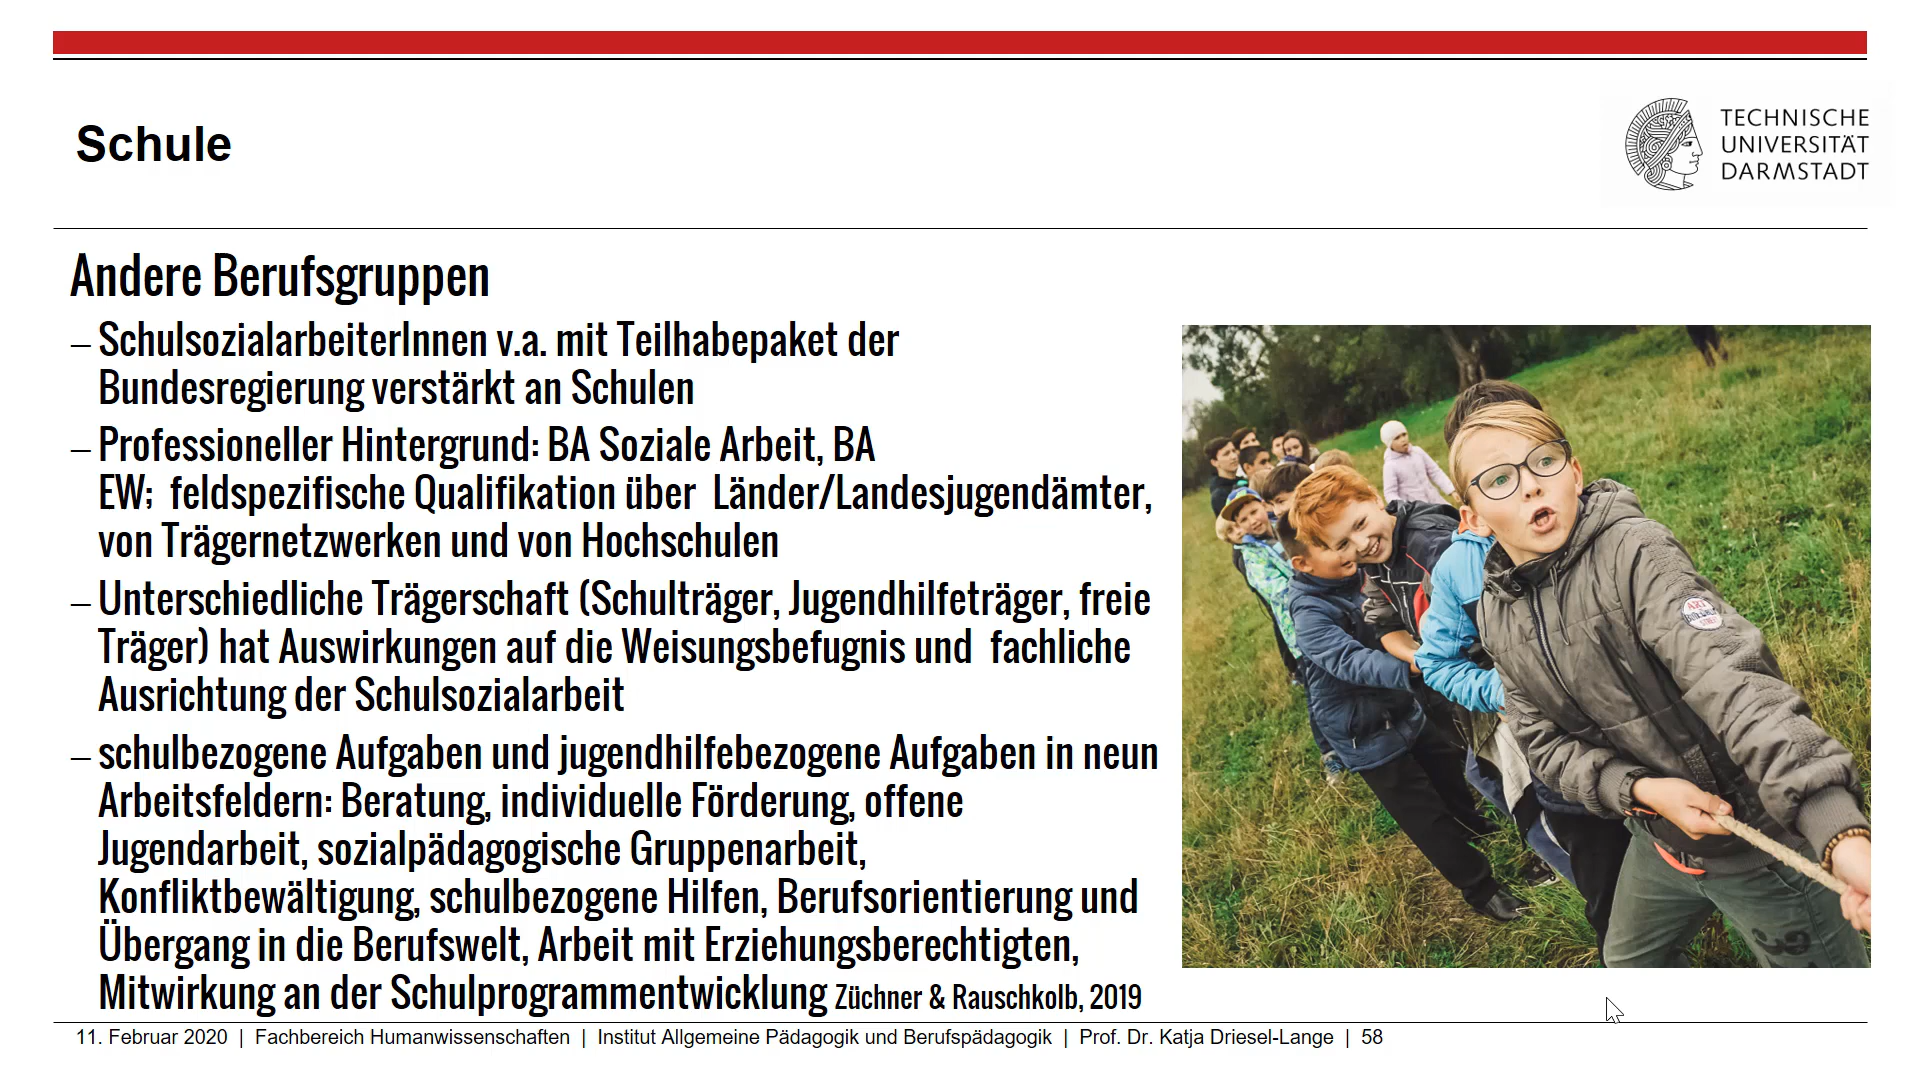 Schule
TECHNISCHE
UNIVERSITÄT
DARMSTADT
Andere Berufsgruppen
– SchulsozialarbeiterInnen v.a. mit Teilhabepaket der
Bundesregierung verstärkt an Schulen
– Professioneller Hintergrund: BA Soziale Arbeit, BA
EW; feldspezifische Qualifikation über Länder/Landesjugendämter,
von Trägernetzwerken und von Hochschulen
– Unterschiedliche Trägerschaft (Schulträger, Jugendhilfeträger, freie
Träger) hat Auswirkungen auf die Weisungsbefugnis und fachliche
Ausrichtung der Schulsozialarbeit
– schulbezogene Aufgaben und jugendhilfebezogene Aufgaben in neun
Arbeitsfeldern: Beratung, individuelle Förderung, offene
Jugendarbeit, sozialpädagogische Gruppenarbeit,
Konfliktbewältigung, schulbezogene Hilfen, Berufsorientierung und
Übergang in die Berufswelt, Arbeit mit Erziehungsberechtigten,
Mitwirkung an der Schulprogrammentwicklung Züchner & Rauschkolb, 2019
11. Februar 2020 | Fachbereich Humanwissenschaften | Institut Allgemeine Pädagogik und Berufspädagogik | Prof. Dr. Katja Driesel-Lange | 58